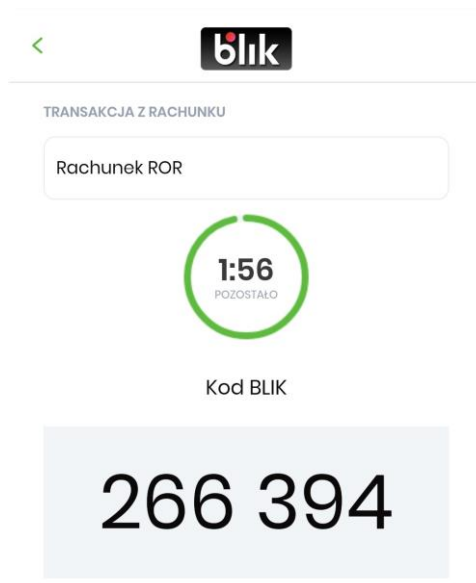 blik
TRANSAKCJA Z RACHUNKU
Rachunek ROR
1:56
POZOSTAŁO
Kod BLIK
266 394